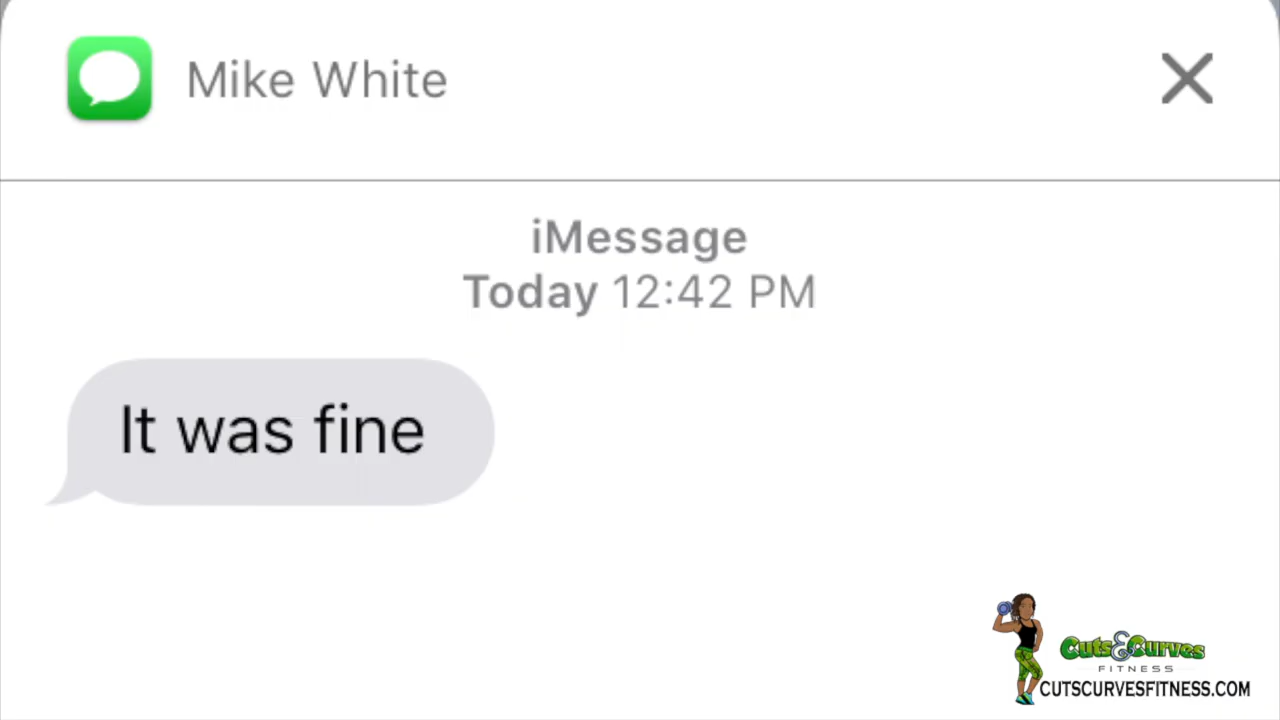 Mike White
iMessage
Today 12:42 PM
It was fine
Cuts&Curves
FITNESS
CUTSCURVESFITNESS.COM